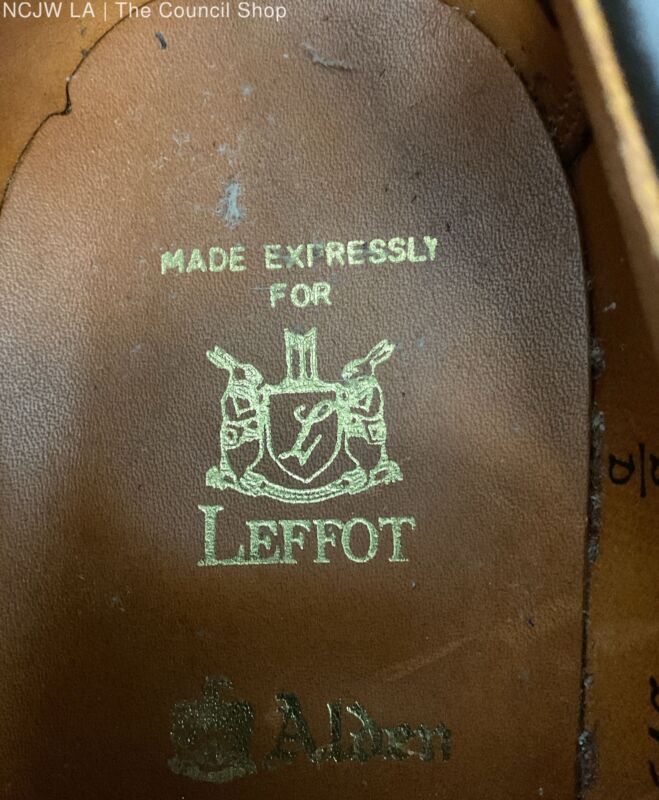 NCJW LA | The Council Shop
MADE EXPRESSLY
FOR
L
LEFFOT
Alden